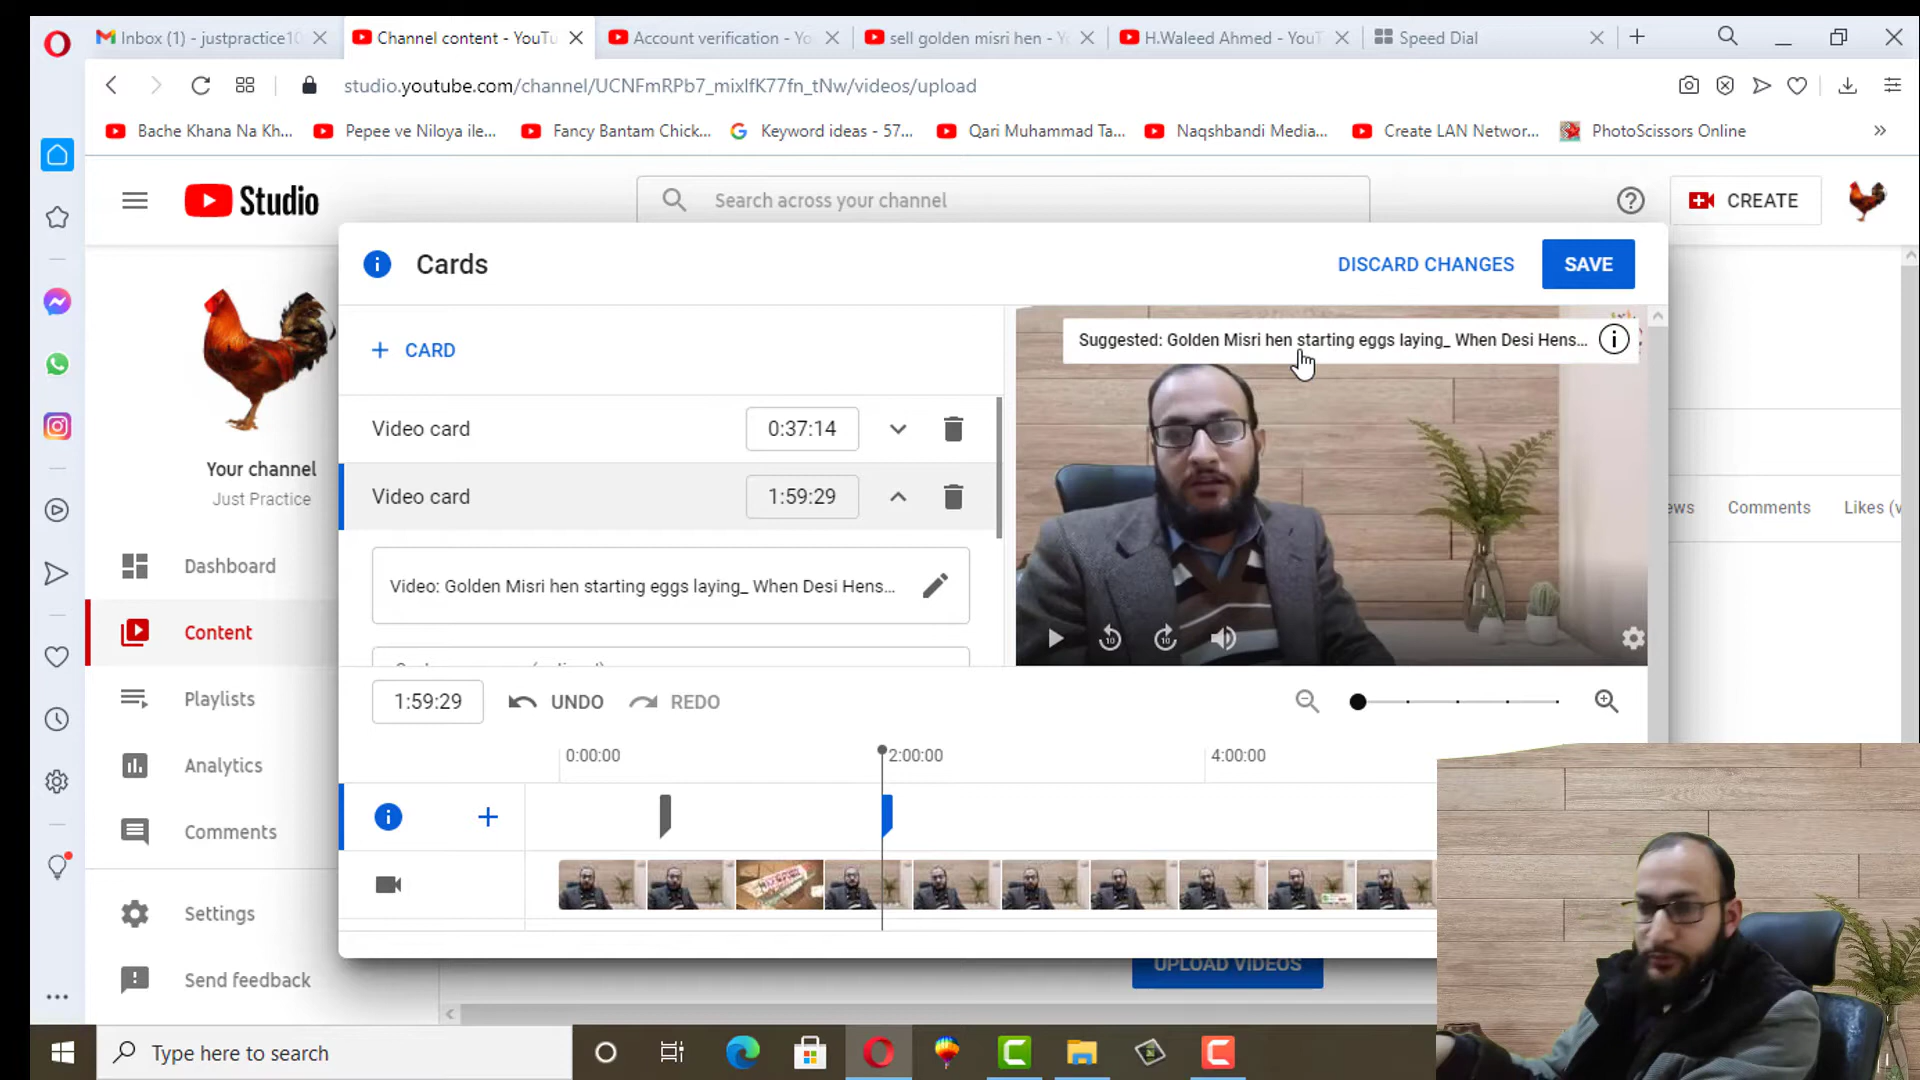 Inbox (1) - justpractice10
Channel content - YouTu
Account verification - Yo
sell golden misri hen - Y
H.Waleed Ahmed - YouT
Speed Dial
studio.youtube.com/channel/UCNFmRPb7_mixlfK77fn_tNw/videos/upload
Bache Khana Na Kh...
Pepee ve Niloya ile...
Fancy Bantam Chick...
Keyword ideas - 57...
Qari Muhammad Ta...
Naqshbandi Media...
Create LAN Networ...
PhotoScissors Online
»
Studio
Search across your channel
CREATE
Cards
DISCARD CHANGES
SAVE
+ CARD
Suggested: Golden Misri hen starting eggs laying_ When Desi Hens...
Video card
0:37:14
Your channel
Just Practice
Video card
1:59:29
ws
Comments
Likes (v
Video: Golden Misri hen starting eggs laying_ When Desi Hens...
10
10
Dashboard
Content
Playlists
Analytics
Comments
Settings
Send feedback
1:59:29
UNDO
REDO
0:00:00
2:00:00
4:00:00
UPLOAD VIDEOS
Type here to search